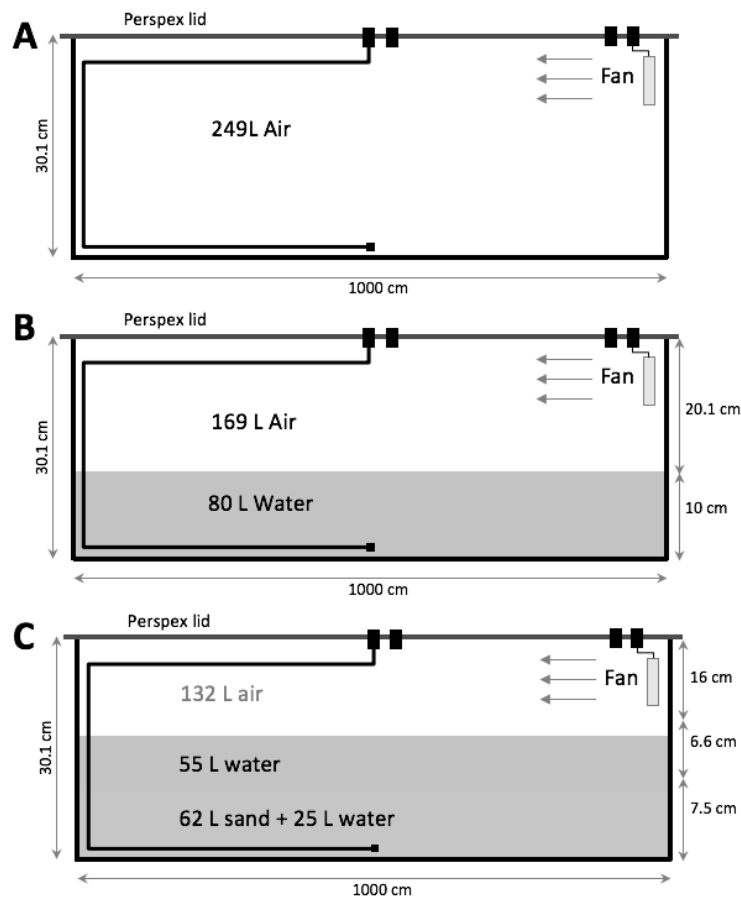 A
Perspex lid
Fan
249L Air
30.1 cm
1000 cm
B
Perspex lid
Fan
169 L Air
20.1 cm
30.1 cm
80 L Water
10 cm
1000 cm
C
Perspex lid
Fan
16 cm
132 L air
30.1 cm
6.6 cm
55 L water
7.5 cm
62 L sand + 25 L water
1000 cm